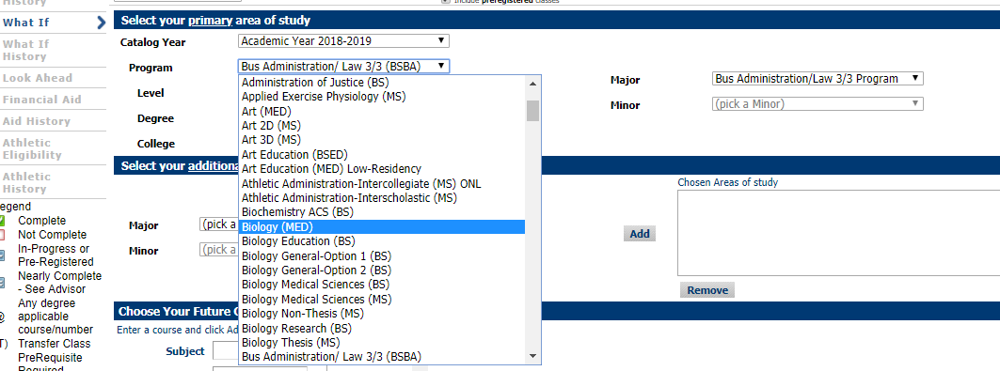 History
Include preregistered classes
What If
What If
History
Look Ahead
Financial Aid
Aid History
Athletic
Eligibility
Athletic
History
egend
Complete
Not Complete
In-Progress or
Pre-Registered
Nearly Complete
- See Advisor
Any degree
@ applicable
course/number
T) Transfer Class
PreRequisite
Required
Select your primary area of study
Catalog Year
Academic Year 2018-2019
Program
Bus Administration/ Law 3/3 (BSBA)
Level
Degree
College
Major
Bus Administration/Law 3/3 Program
Minor
(pick a Minor)
Administration of Justice (BS)
Applied Exercise Physiology (MS)
Art (MED)
Art 2D (MS)
Art 3D (MS)
Art Education (BSED)
Art Education (MED) Low-Residency
Athletic Administration-Intercollegiate (MS) ONL
Athletic Administration-Interscholastic (MS)
Biochemistry ACS (BS)
Biology (MED)
Biology Education (BS)
Biology General-Option 1 (BS)
Biology General-Option 2 (BS)
Biology Medical Sciences (BS)
Biology Medical Sciences (MS)
Biology Non-Thesis (MS)
Biology Research (BS)
Biology Thesis (MS)
Bus Administration/ Law 3/3 (BSBA)
Select your additiona
Chosen Areas of study
Major
(pick a
Minor
(pick a
Add
Remove
Choose Your Future C
Enter a course and click Ad
Subject